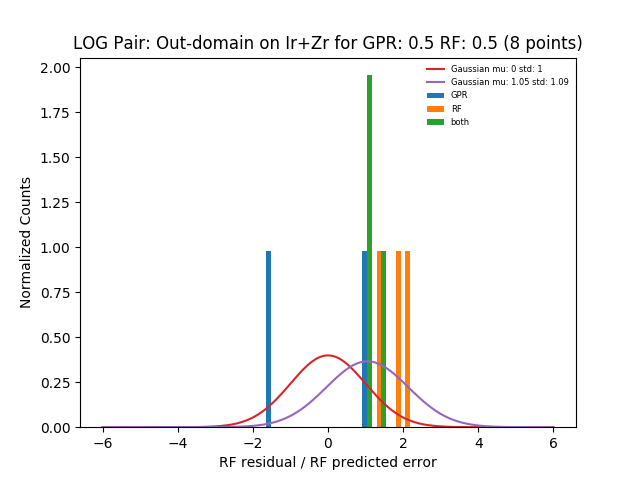 LOG Pair: Out-domain on Ir+Zr for GPR: 0.5 RF: 0.5 (8 points)
Gaussian mu: 0 std: 1
Gaussian mu: 1.05 std: 1.09
GPR
RF
both
Normalized Counts
2.00
1.75
1.50
1.25
1.00
0.75
0.50
0.25
0.00
−6 −4 −2 0 2 4 6
RF residual / RF predicted error